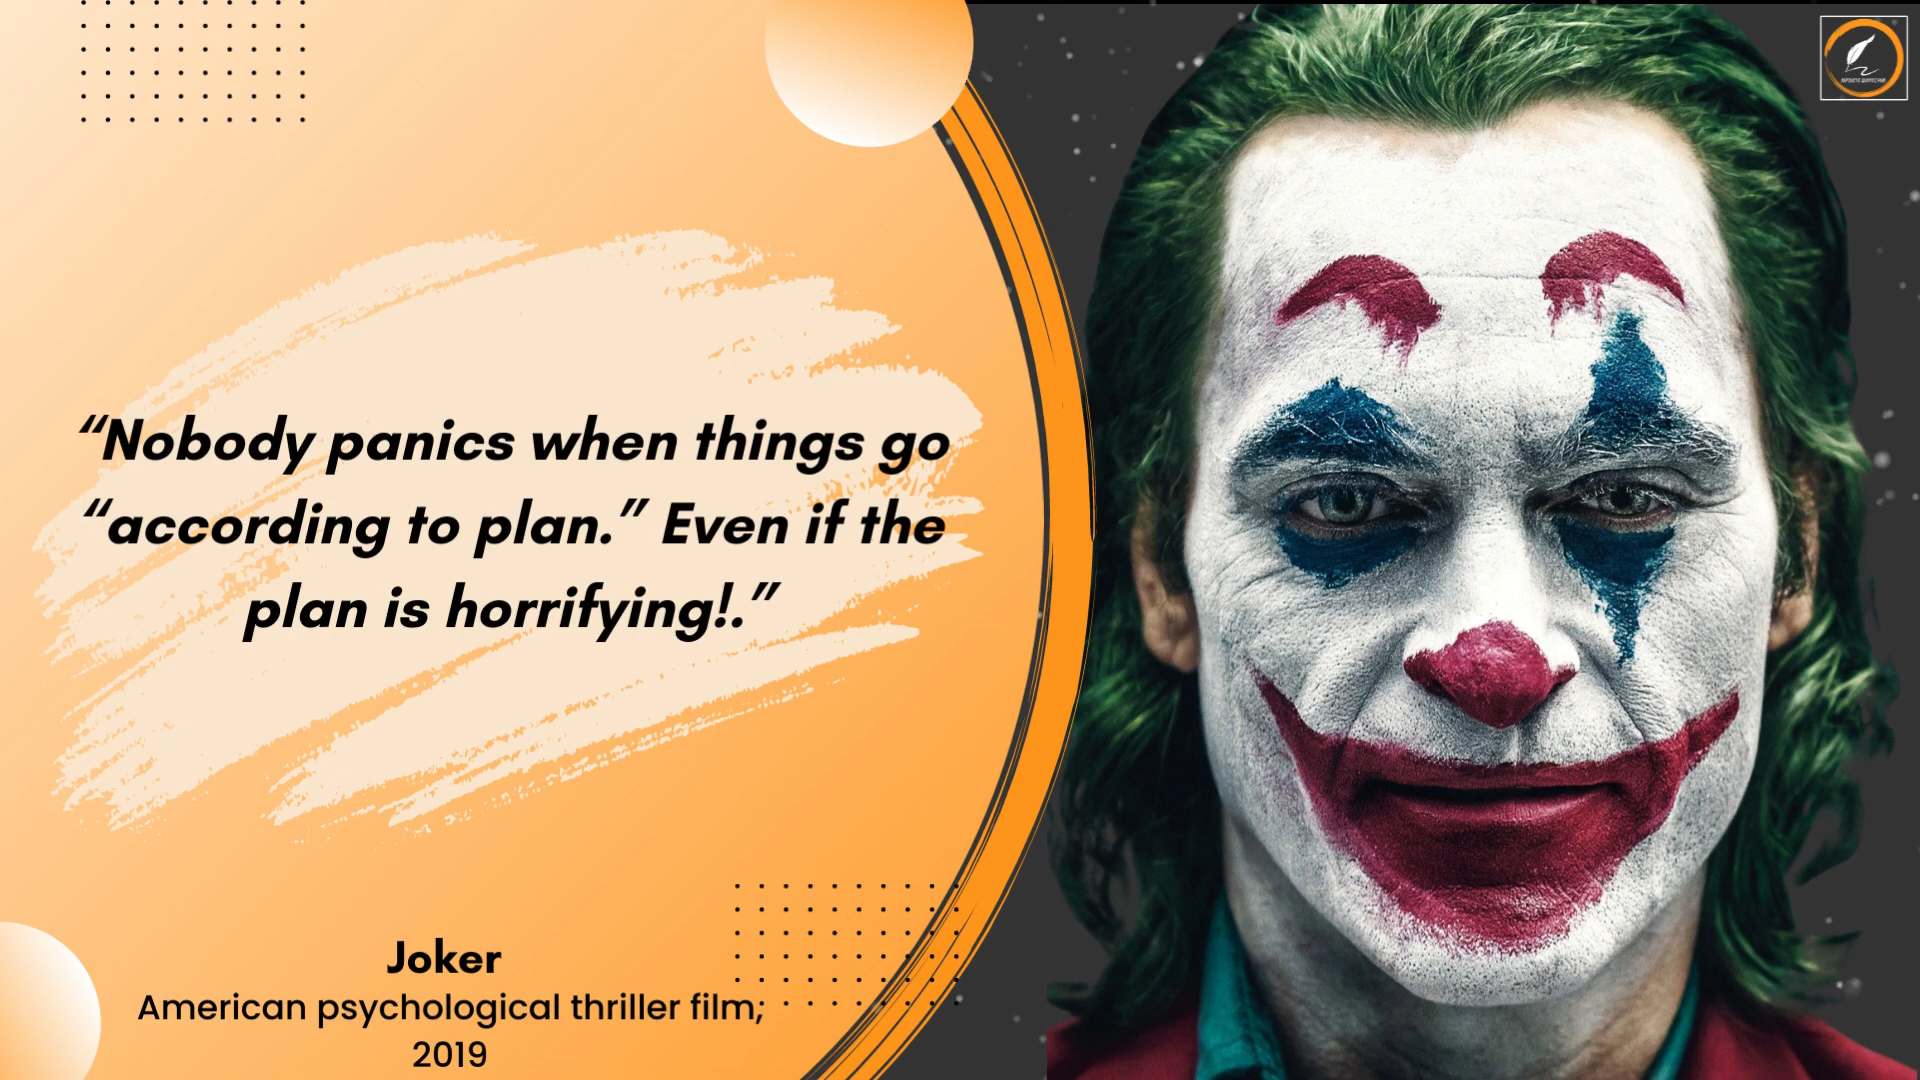 “Nobody panics when things go
“according to plan.” Even if the
plan is horrifying!.”
Joker
American psychological thriller film,
2019